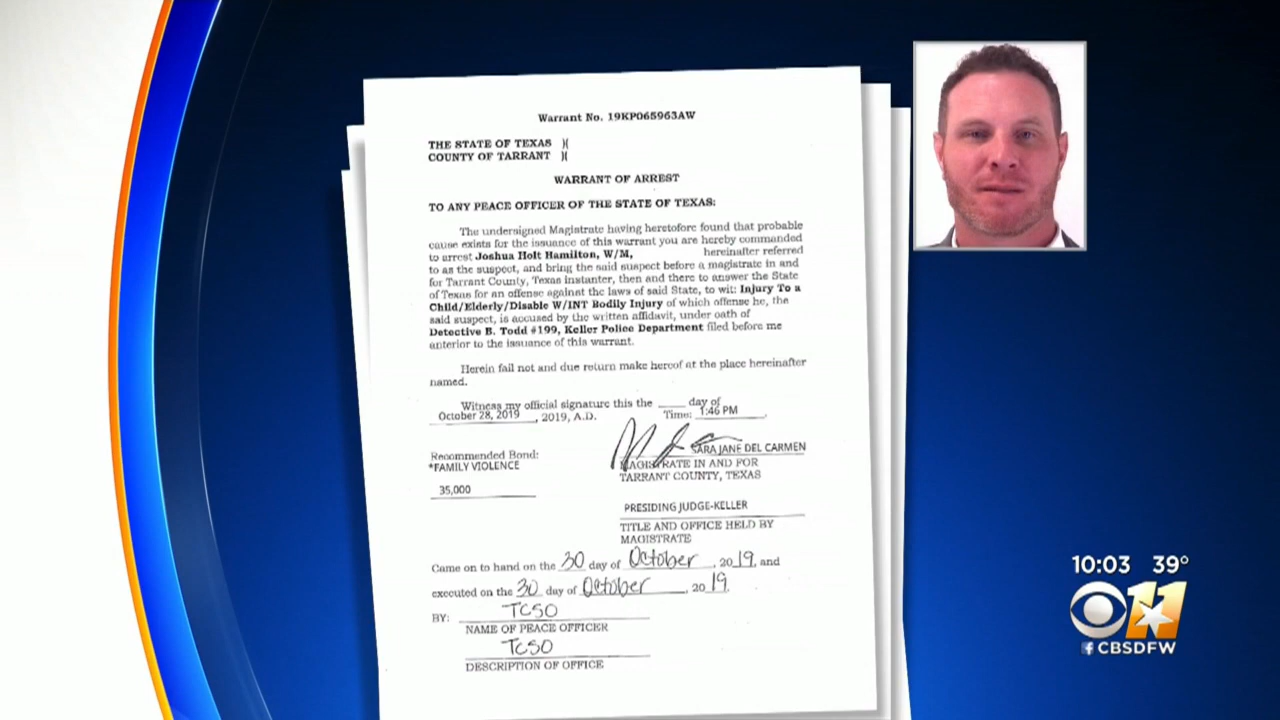 Warrant No. 19KP065963AW
THE STATE OF TEXAS )(
COUNTY OF TARRANT )(
WARRANT OF ARREST
TO ANY PEACE OFFICER OF THE STATE OF TEXAS:
The undersigned Magistrate having heretofore found that probable
cause exists for the issuance of this warrant you are hereby commanded
to arrest Joshua Holt Hamilton, W/M, hereinafter referred
to as the suspect, and bring the said suspect before a magistrate in and
for Tarrant County, Texas instanter, then and there to answer the State
of Texas for an offense against the laws of said State, to wit: Injury To a
Child/Elderly/Disable W/INT Bodily Injury of which offense he, the
said suspect, is accused by the written affidavit, under oath of
Detective B. Todd #199, Keller Police Department filed before me
anterior to the issuance of this warrant.
Herein fail not and due return make hereof at the place hereinafter
named.
Witness my official signature this the ____ day of
October 28, 2019, 2019, A.D. Time: 1:46 PM
SARA JANE DEL CARMEN
Recommended Bond:
*FAMILY VIOLENCE
35,000
MAGISTRATE IN AND FOR
TARRANT COUNTY, TEXAS
PRESIDING JUDGE-KELLER
TITLE AND OFFICE HELD BY
MAGISTRATE
Came on to hand on the 30 day of October, 2019, and
executed on the 30 day of October, 2019.
BY: TCSO
NAME OF PEACE OFFICER
TCSO
DESCRIPTION OF OFFICE
10:03 39°
11
CBSDFW